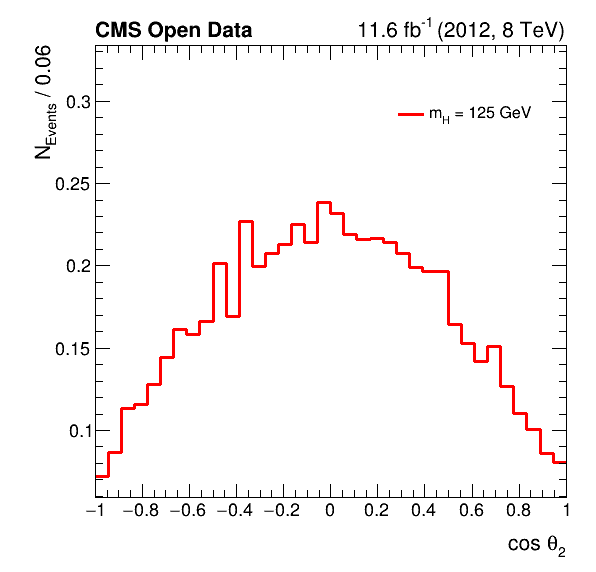 CMS Open Data 11.6 fb-1 (2012, 8 TeV)
NEvents / 0.06
mH = 125 GeV
0.3
0.25
0.2
0.15
0.1
−1 −0.8 −0.6 −0.4 −0.2 0 0.2 0.4 0.6 0.8 1
cos θ2